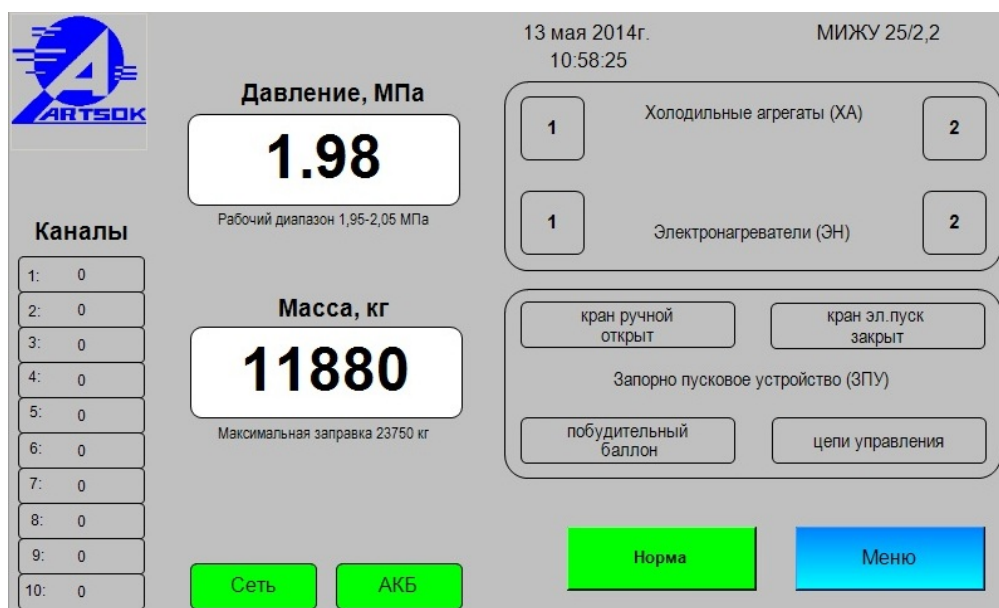 ARTSOK
13 мая 2014г.
10:58:25
МИЖУ 25/2,2
Давление, МПа
1.98
Рабочий диапазон 1,95-2,05 МПа
Масса, кг
11880
Максимальная заправка 23750 кг
Каналы
1: 0
2: 0
3: 0
4: 0
5: 0
6: 0
7: 0
8: 0
9: 0
10: 0
Холодильные агрегаты (ХА)
1
2
Электронагреватели (ЭН)
1
2
кран ручной
открыт
кран эл.пуск
закрыт
Запорно пусковое устройство (ЗПУ)
побудительный
баллон
цепи управления
Сеть
АКБ
Норма
Меню